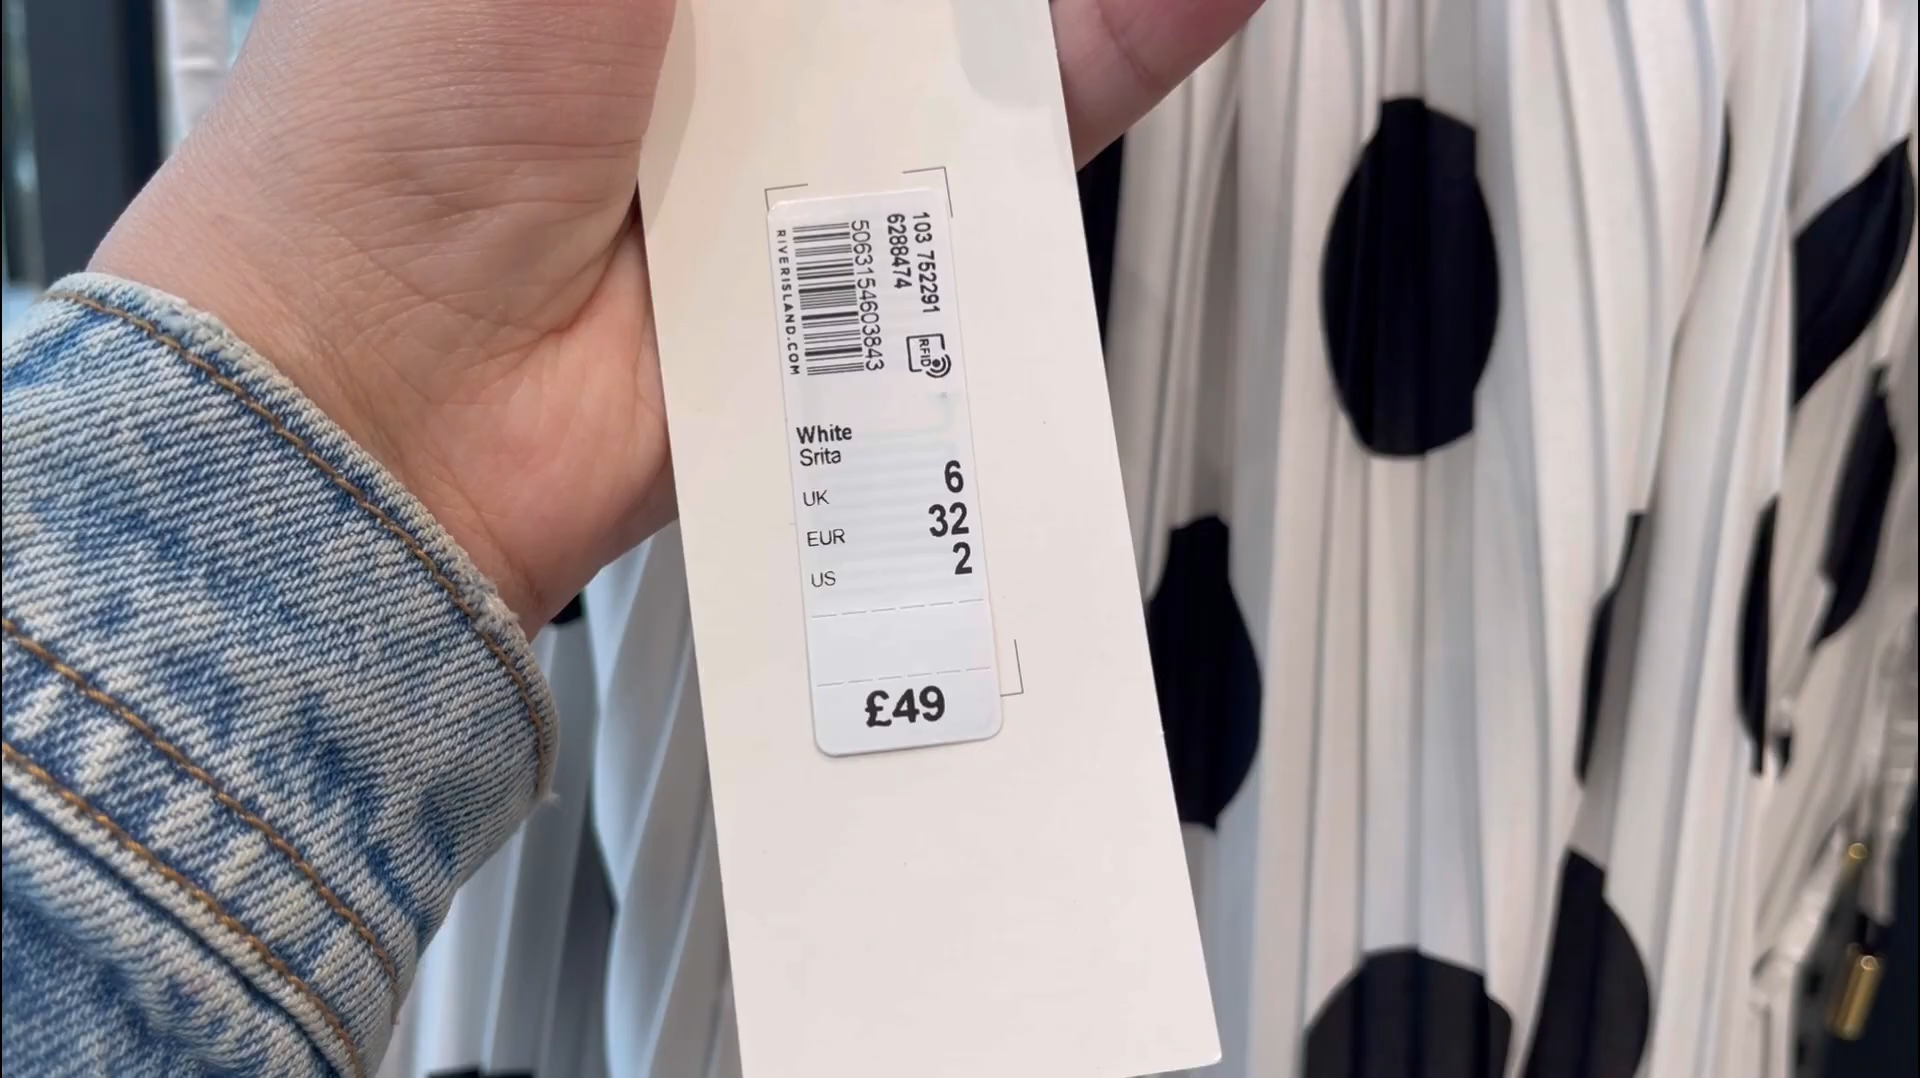 103 752291
6288474
5063154603843
RIVERISLAND.COM
RFID
White
Srita
UK 6
EUR 32
US 2
£49